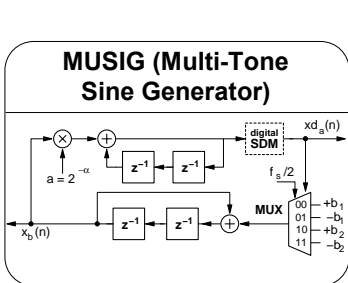 MUSIG (Multi-Tone
Sine Generator)
xd_a(n)
digital
SDM
a = 2^−α
z^−1
z^−1
f_s/2
MUX
00
+b_1
01
−b_1
10
+b_2
11
−b_2
z^−1
z^−1
x_b(n)